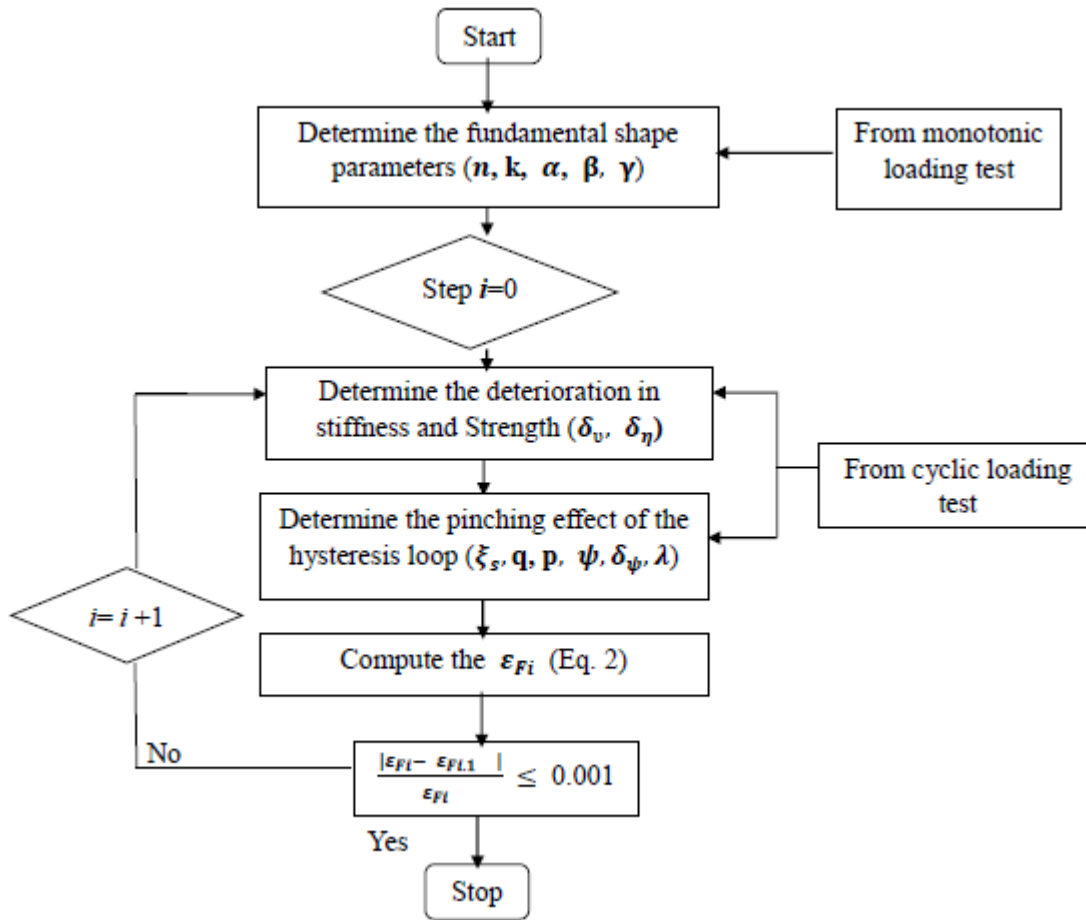 Start
Determine the fundamental shape
parameters (n, k, α, β, γ)
From monotonic
loading test
Step i=0
Determine the deterioration in
stiffness and Strength (δ_υ, δ_η)
From cyclic loading
test
Determine the pinching effect of the
hysteresis loop (ξ_s, q, p, ψ, δ_ψ, λ)
i= i +1
Compute the ε_Fi (Eq. 2)
No
|ε_Fi− ε_Fi.1 |
ε_Fi
≤ 0.001
Yes
Stop